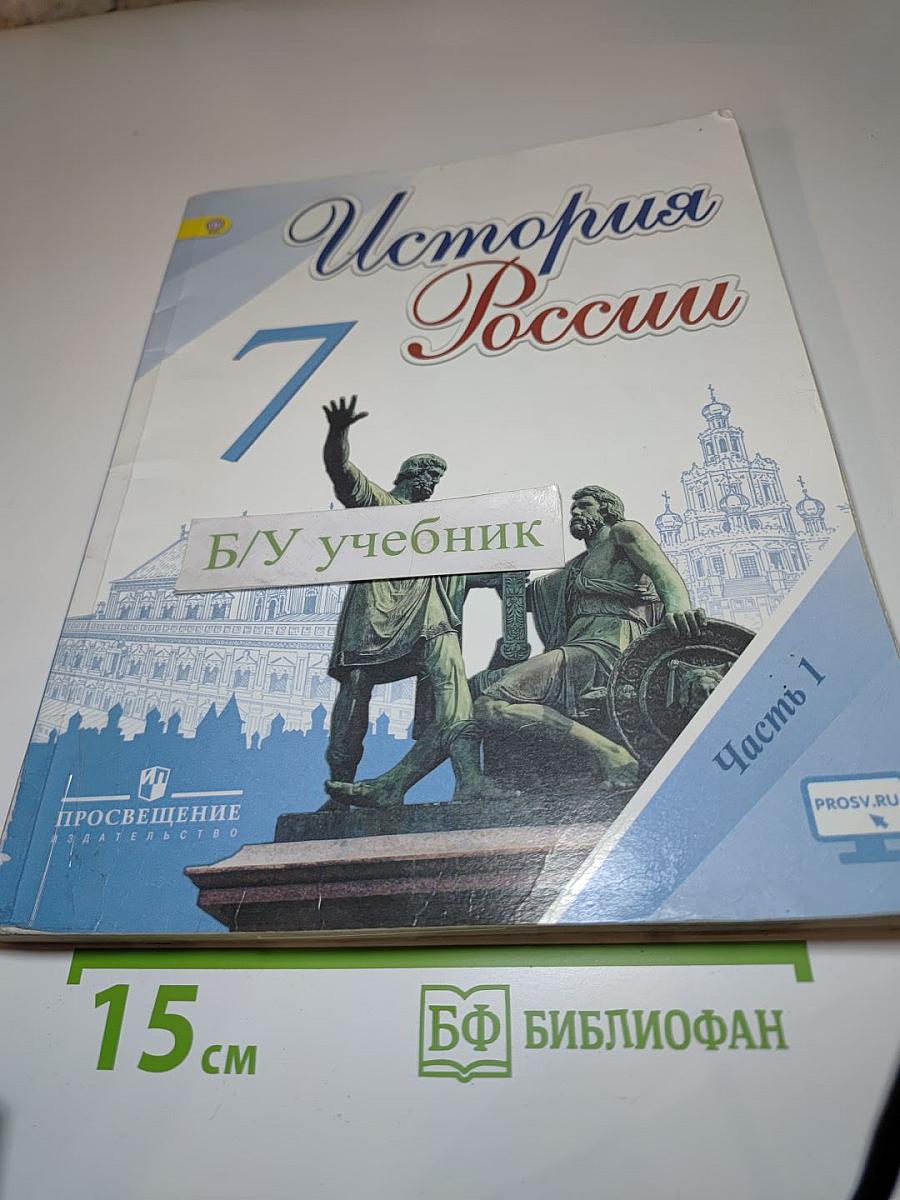 История
России
7
Б/У учебник
Часть 1
PROSV.RU
ПРОСВЕЩЕНИЕ
ИЗДАТЕЛЬСТВО
15 см
БФ БИБЛИОФАН